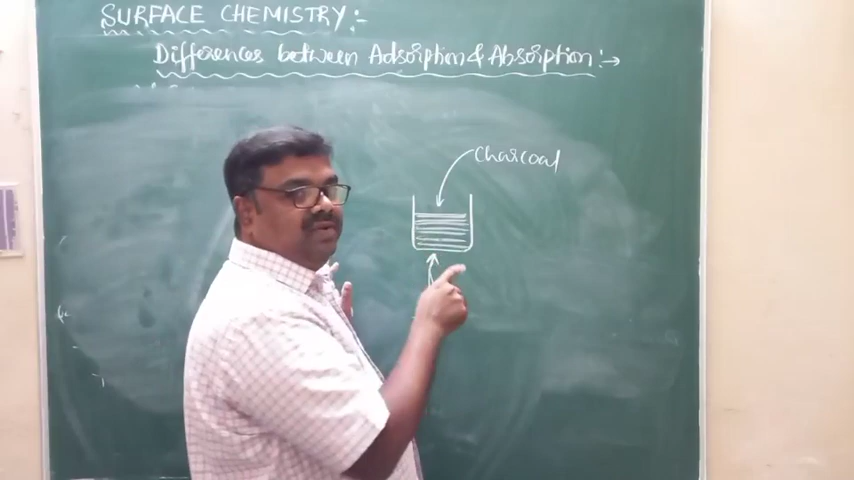 SURFACE CHEMISTRY:-
Differences between Adsorption & Absorption:→
Charcoal